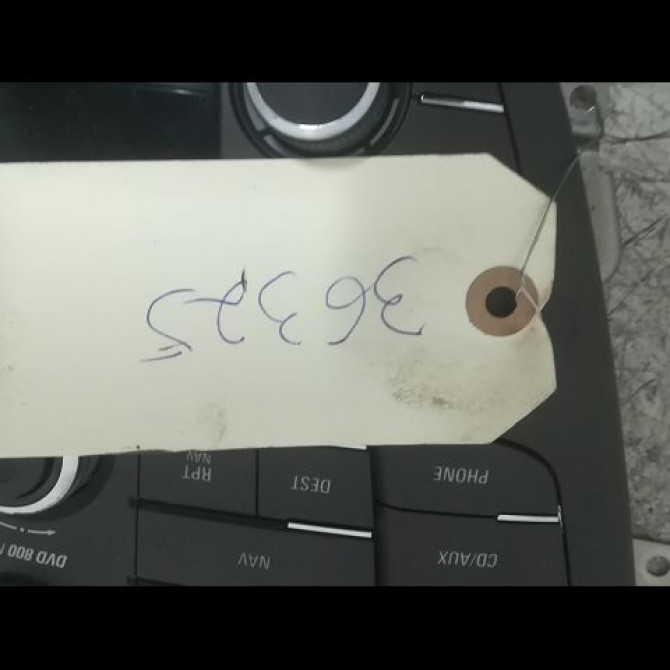 CD/AUX
NAV
DVD 800
PHONE
DEST
RPT
NAV
36325